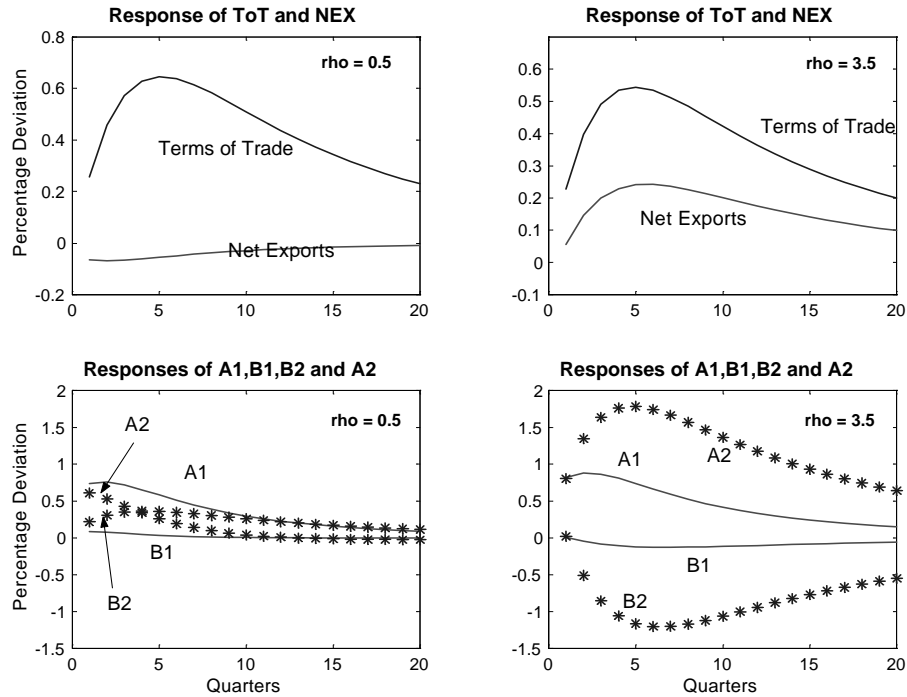 Response of ToT and NEX
0.8
0.6
0.4
0.2
0
-0.2
Percentage Deviation
rho = 0.5
Terms of Trade
Net Exports
0
5
10
15
20
Response of ToT and NEX
0.6
0.5
0.4
0.3
0.2
0.1
0
-0.1
rho = 3.5
Terms of Trade
Net Exports
0
5
10
15
20
Responses of A1,B1,B2 and A2
2
1.5
1
0.5
0
-0.5
-1
-1.5
Percentage Deviation
rho = 0.5
A2
A1
B1
B2
0
5
10
15
20
Quarters
Responses of A1,B1,B2 and A2
2
1.5
1
0.5
0
-0.5
-1
-1.5
rho = 3.5
A1
A2
B1
B2
0
5
10
15
20
Quarters